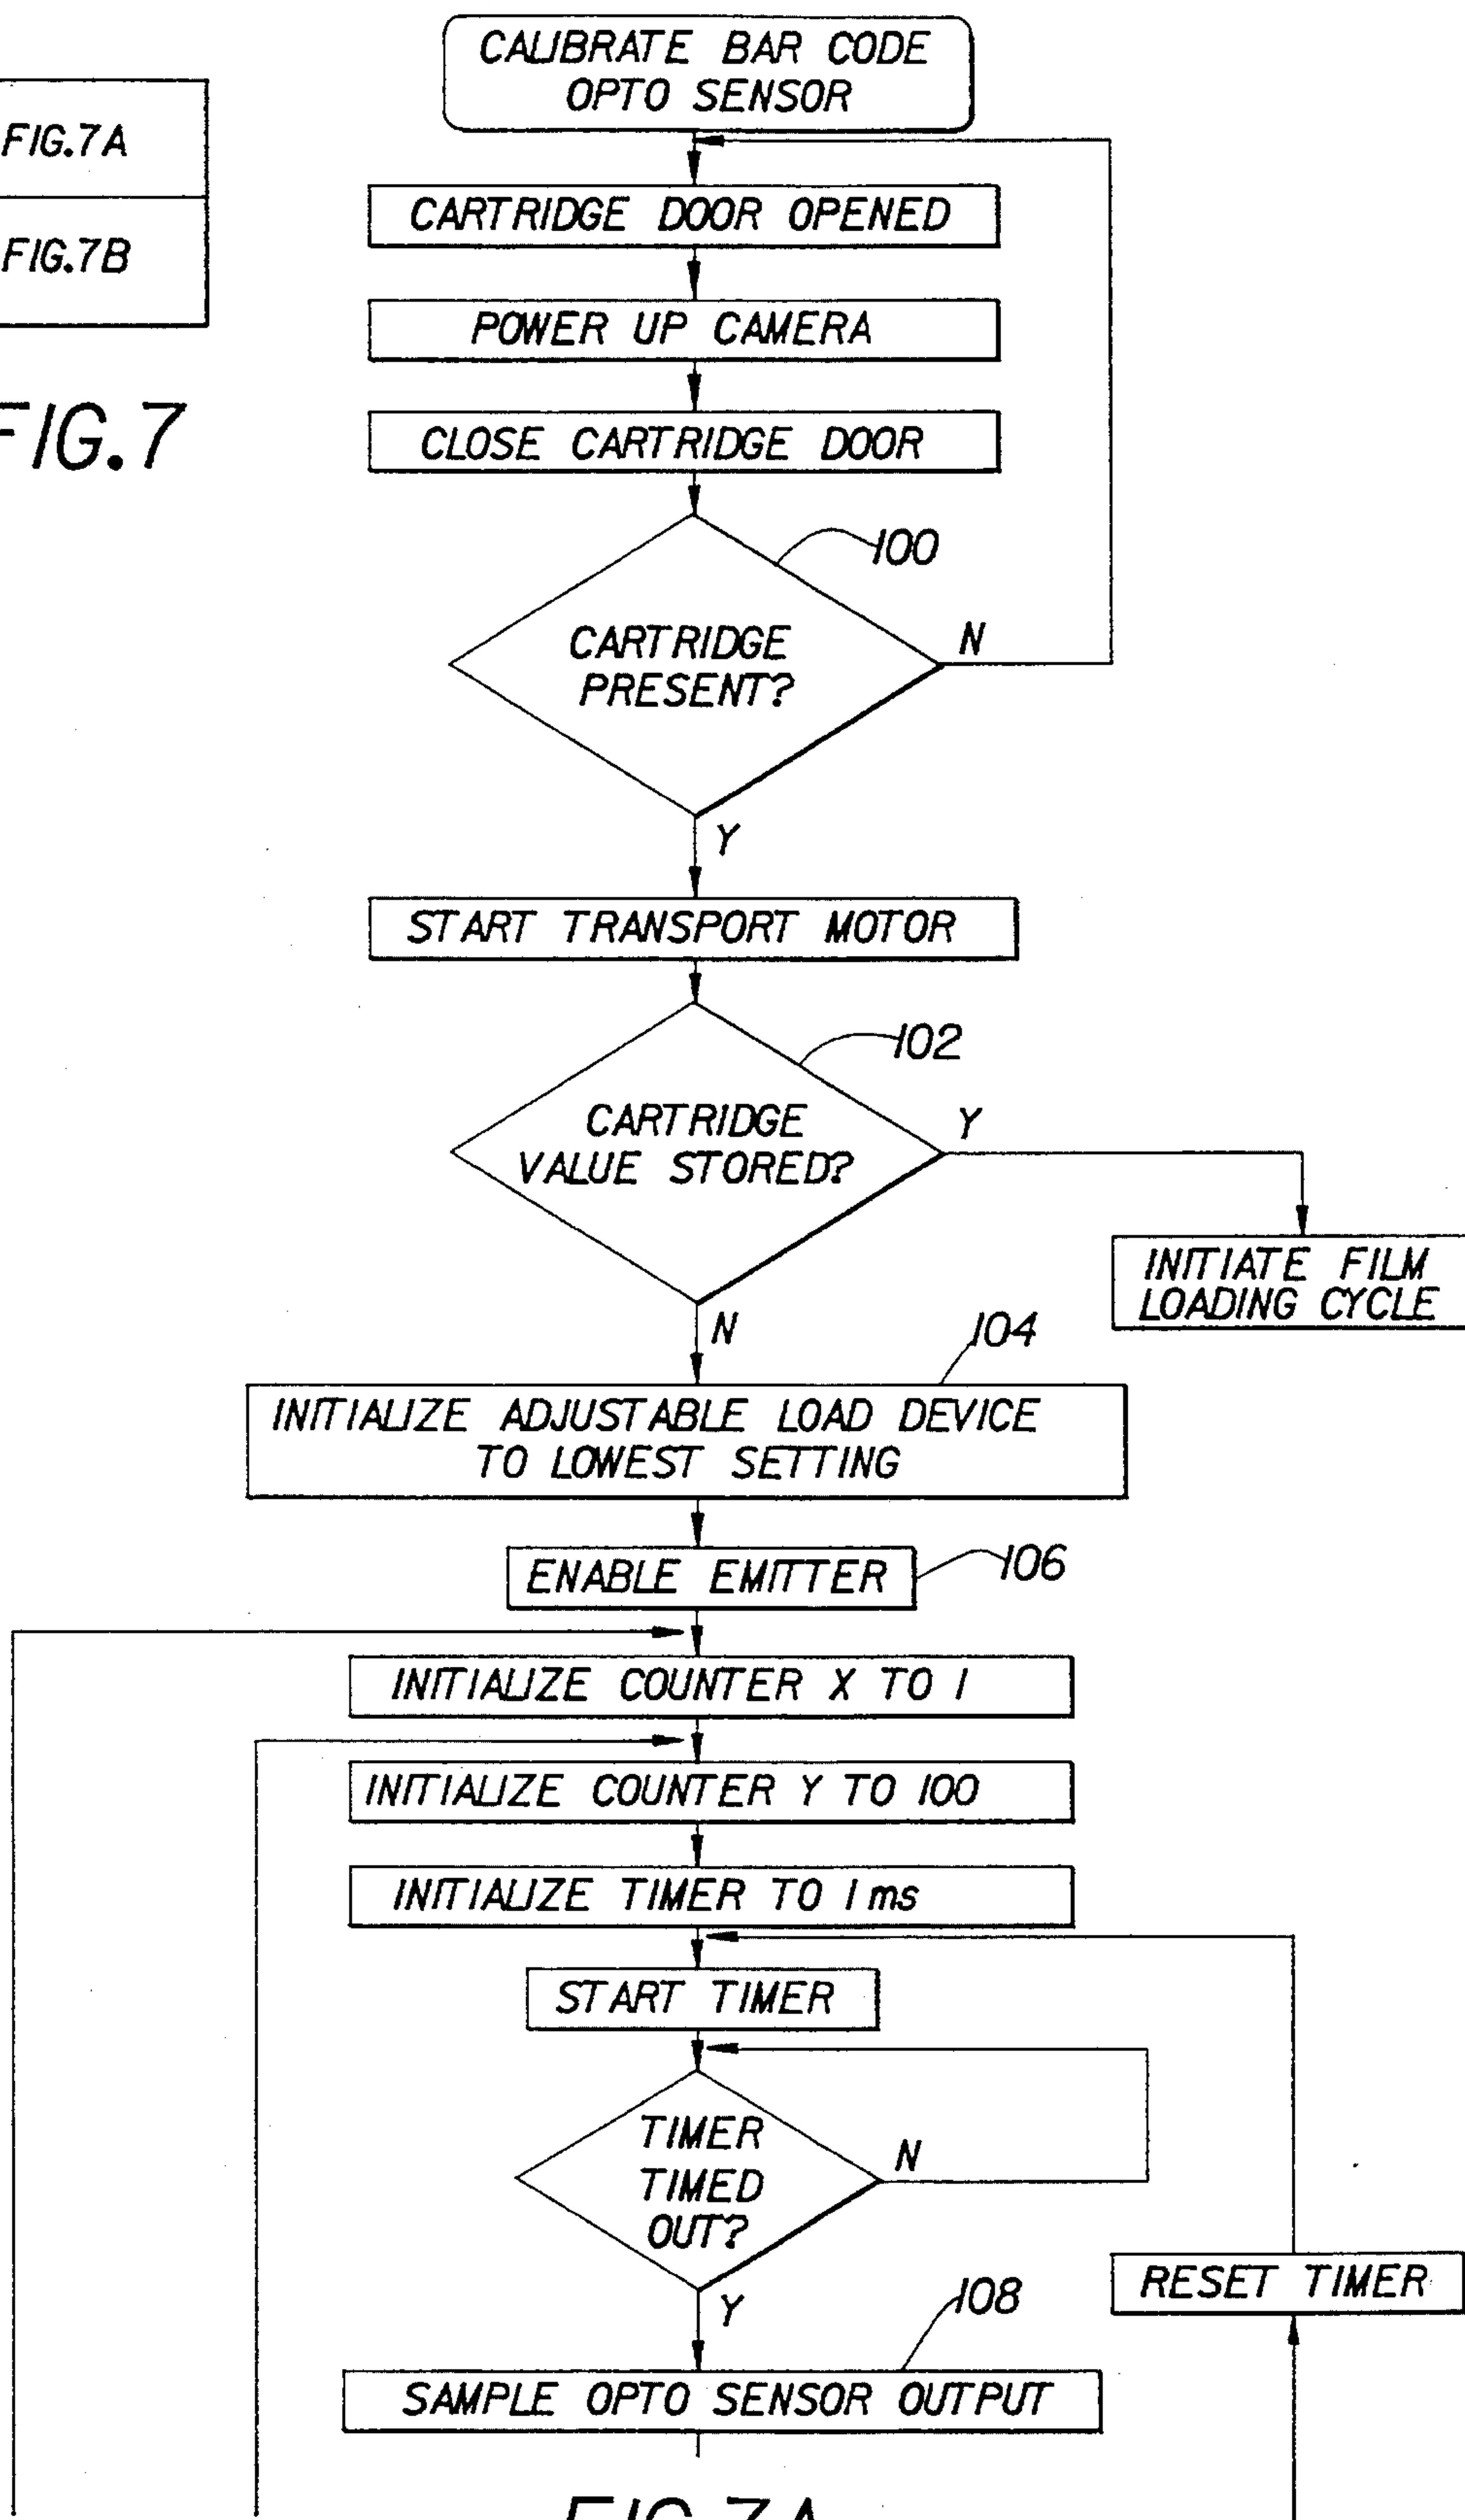 CALIBRATE BAR CODE
OPTO SENSOR
FIG.7A
FIG.7B
FIG.7
CARTRIDGE DOOR OPENED
POWER UP CAMERA
CLOSE CARTRIDGE DOOR
100
CARTRIDGE
PRESENT?
N
Y
START TRANSPORT MOTOR
102
CARTRIDGE
VALUE STORED?
Y
N
INITIATE FILM
LOADING CYCLE
104
INITIALIZE ADJUSTABLE LOAD DEVICE
TO LOWEST SETTING
ENABLE EMITTER
106
INITIALIZE COUNTER X TO 1
INITIALIZE COUNTER Y TO 100
INITIALIZE TIMER TO 1 ms
START TIMER
TIMER
TIMED
OUT?
N
Y
RESET TIMER
108
SAMPLE OPTO SENSOR OUTPUT
FIG.7A